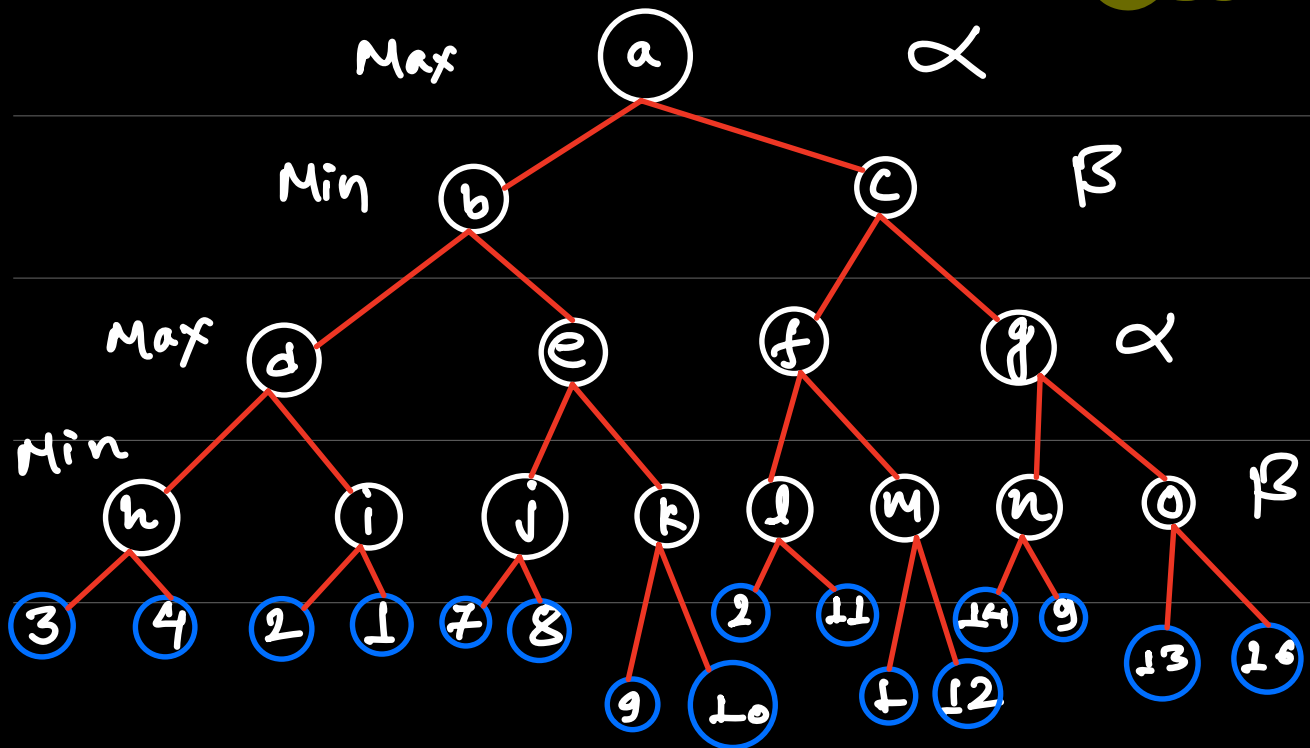 Max a α
Min b c β
Max d e f g α
Min
h i j k l m n o β
3 4 2 1 7 8 2 11 14 9
13 16
9 10 1 12